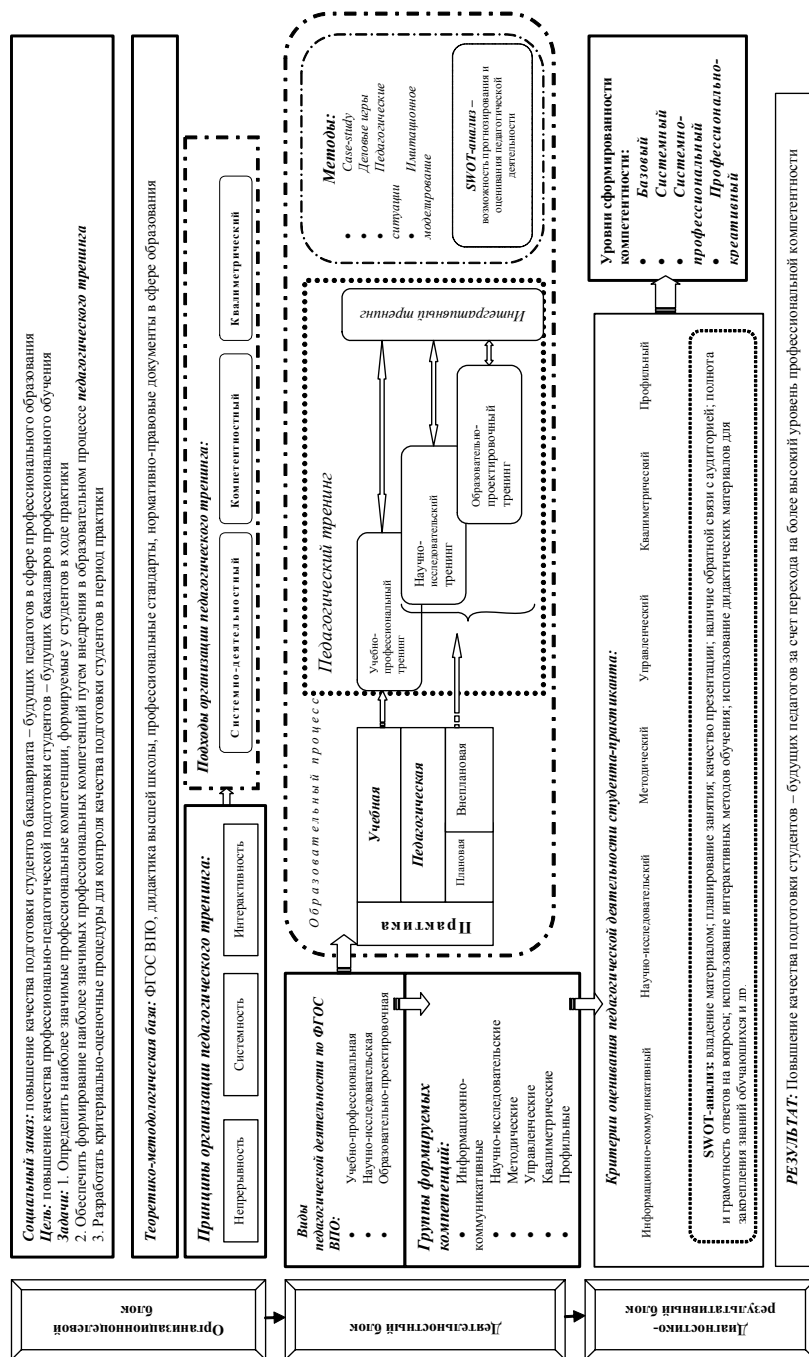 Организационноцелевой
блок
Социальный заказ: повышение качества подготовки студентов бакалавриата – будущих педагогов в сфере профессионального образования
Цель: повышение качества профессионально-педагогической подготовки студентов – будущих бакалавров профессионального обучения
Задачи: 1. Определить наиболее значимые профессиональные компетенции, формируемые у студентов в ходе практики
2. Обеспечить формирование наиболее значимых профессиональных компетенций путем внедрения в образовательном процессе педагогического тренинга
3. Разработать критериально-оценочные процедуры для контроля качества подготовки студентов в период практики
Теоретико-методологическая база: ФГОС ВПО, дидактика высшей школы, профессиональные стандарты, нормативно-правовые документы в сфере образования
Принципы организации педагогического тренинга:
Непрерывность
Системность
Интерактивность
Подходы организации педагогического тренинга:
Системно-деятельностный
Компетентностный
Квалиметрический
Деятельностный блок
Виды
педагогической деятельности по ФГОС
ВПО:
• Учебно-профессиональная
• Научно-исследовательская
• Образовательно-проектировочная
Группы формируемых
компетенций:
• Информационно-
коммуникативные
• Научно-исследовательские
• Методические
• Управленческие
• Квалиметрические
• Профильные
Образовательный процесс
Практика
Учебная
Педагогическая
Плановая
Внеплановая
Педагогический тренинг
Учебно-
профессиональный
тренинг
Научно-
исследовательский
тренинг
Образовательно-
проектировочный
тренинг
Интегративный тренинг
Методы:
• Case-study
• Деловые игры
• Педагогические
ситуации
• Имитационное
моделирование
SWOT-анализ –
возможность прогнозирования и
оценивания педагогической
деятельности
Диагностико-
результативный блок
Критерии оценивания педагогической деятельности студента-практиканта:
Информационно-коммуникативный
Научно-исследовательский
Методический
Управленческий
Квалиметрический
Профильный
SWOT-анализ: владение материалом; планирование занятия; качество презентации; наличие обратной связи с аудиторией; полнота
и грамотность ответов на вопросы; использование интерактивных методов обучения; использование дидактических материалов для
закрепления знаний обучающихся и др.
Уровни сформированности
компетентности:
• Базовый
• Системный
• Системно-
профессиональный
• Профессионально-
креативный
РЕЗУЛЬТАТ: Повышение качества подготовки студентов – будущих педагогов за счет перехода на более высокий уровень профессиональной компетентности